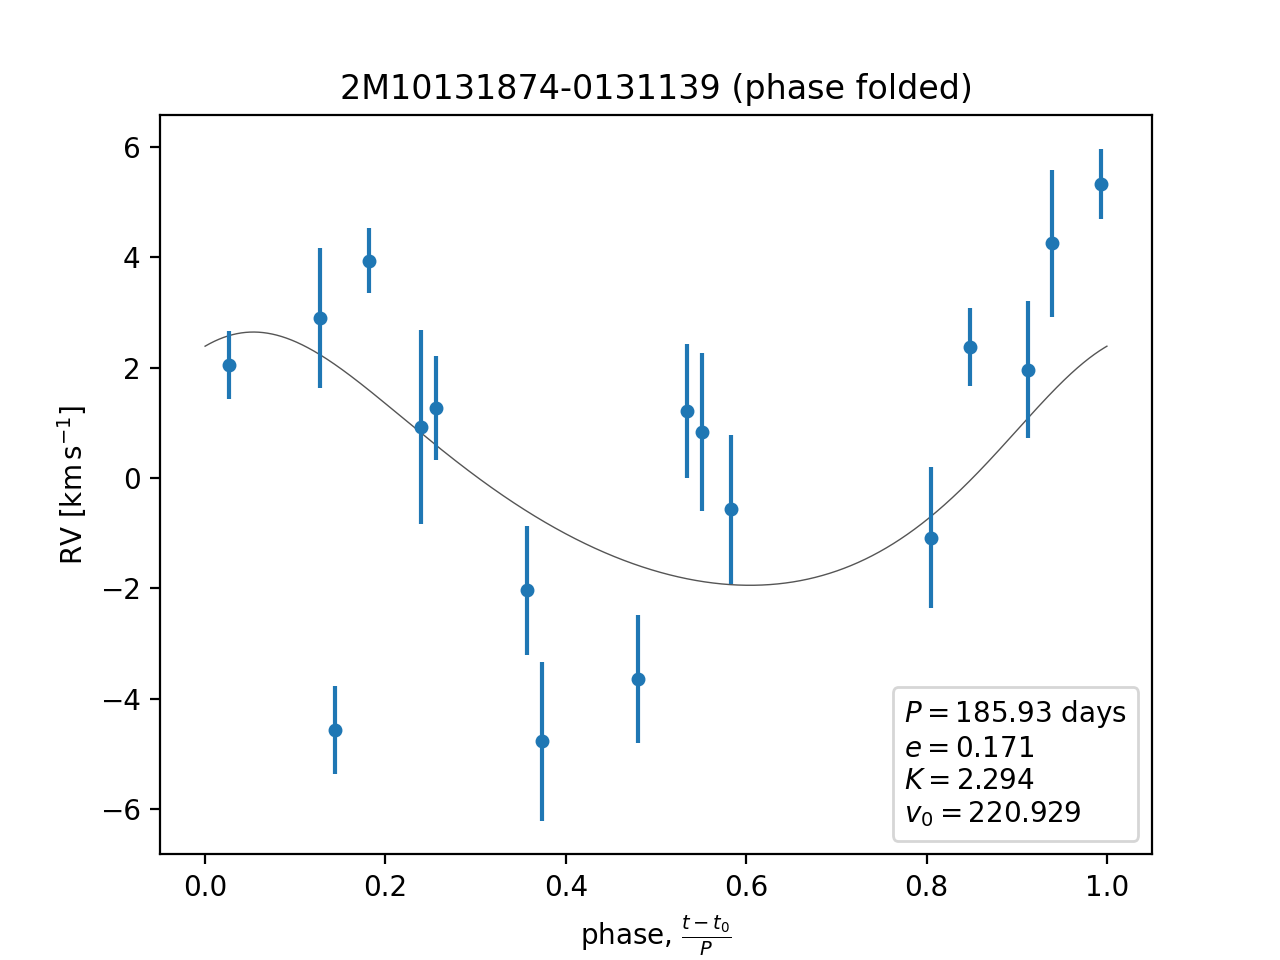 2M10131874-0131139 (phase folded)
RV [km s⁻¹]
6
4
2
0
−2
−4
−6
P = 185.93 days
e = 0.171
K = 2.294
v₀ = 220.929
0.0 0.2 0.4 0.6 0.8 1.0
phase, (t − t₀)/P